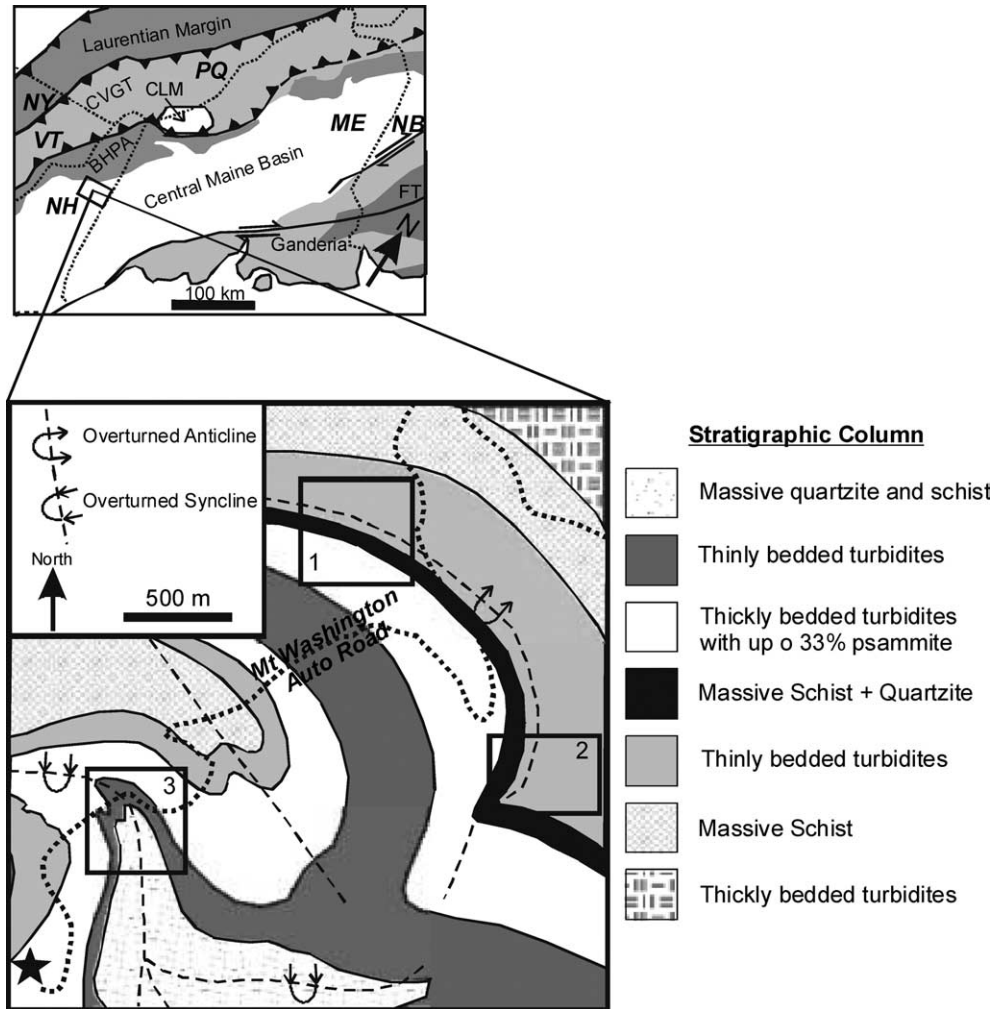 Laurentian Margin
PQ
NY
CVGT
CLM
VT
ME
NB
BHPA
Central Maine Basin
FT
NH
Ganderia
N
100 km
Overturned Anticline
Overturned Syncline
North
500 m
1
Mt Washington
Auto Road
2
3
Stratigraphic Column
Massive quartzite and schist
Thinly bedded turbidites
Thickly bedded turbidites
with up o 33% psammite
Massive Schist + Quartzite
Thinly bedded turbidites
Massive Schist
Thickly bedded turbidites